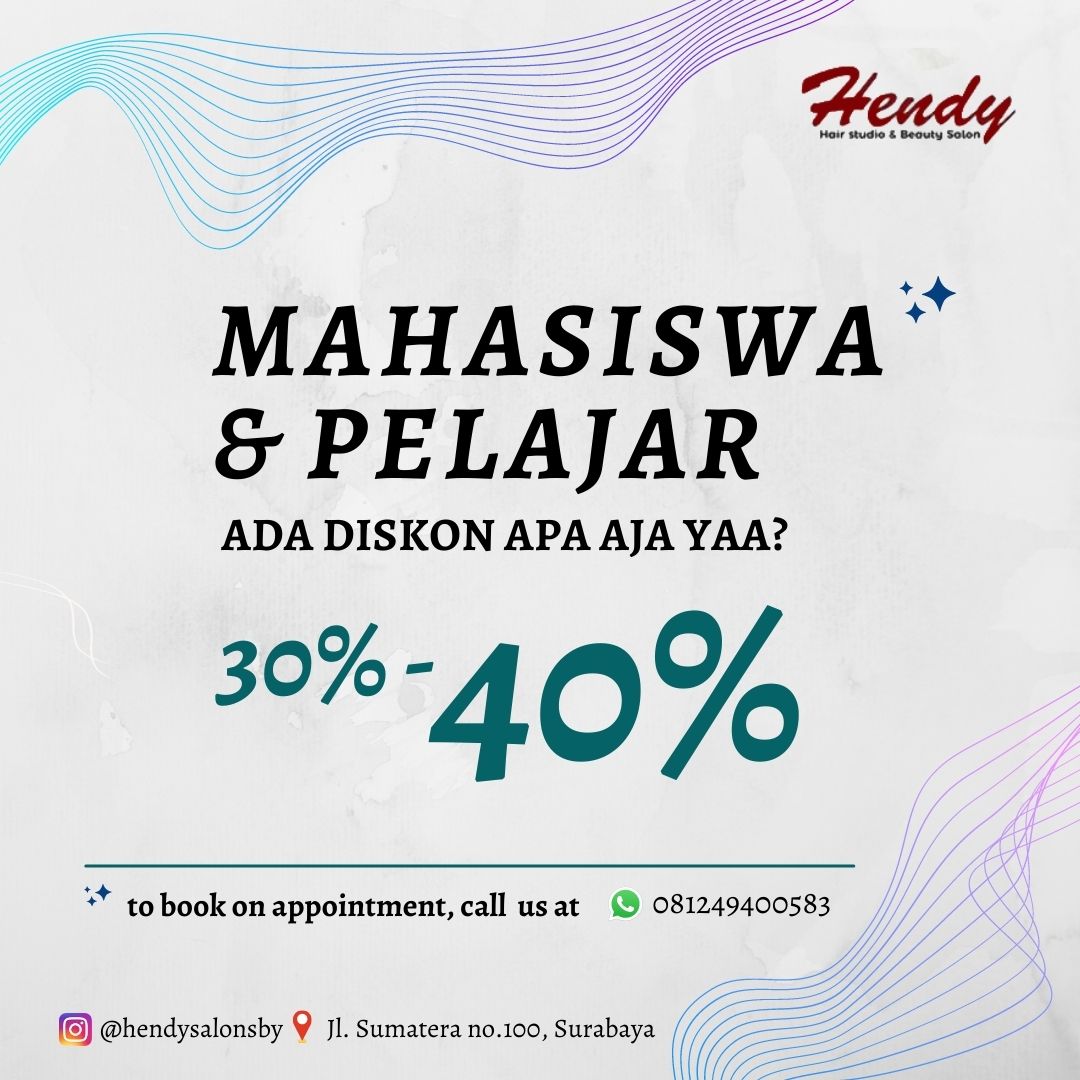 Hendy
Hair studio & Beauty Salon
MAHASISWA
& PELAJAR
ADA DISKON APA AJA YAA?
30% - 40%
to book on appointment, call us at 081249400583
@hendysalonsby Jl. Sumatera no.100, Surabaya